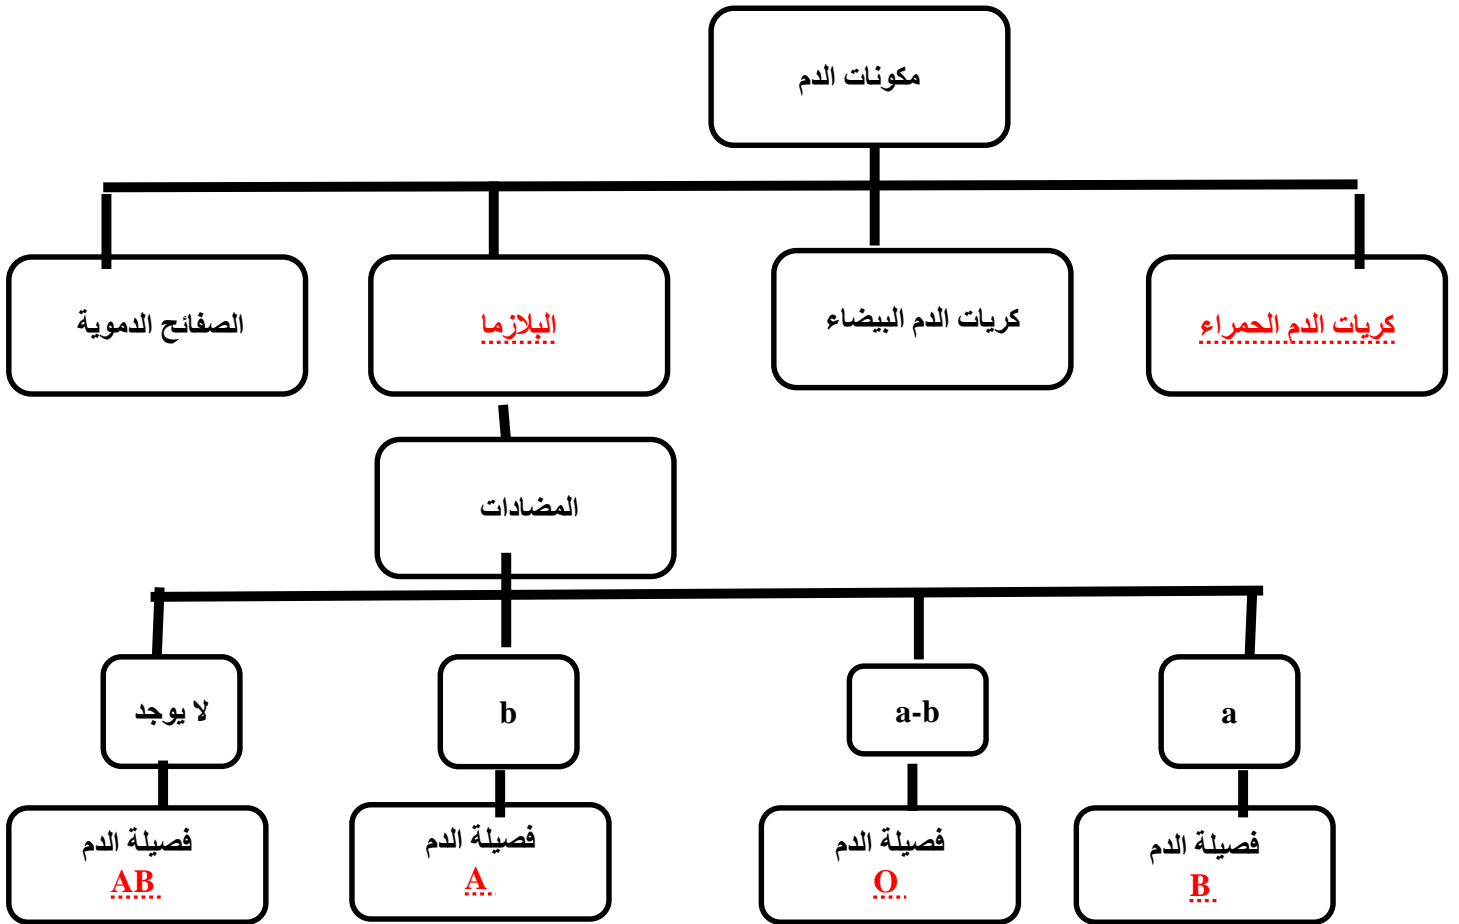 مكونات الدم
كريات الدم الحمراء
كريات الدم البيضاء
البلازما
الصفائح الدموية
المضادات
a
a-b
b
لا يوجد
فصيلة الدم
B
فصيلة الدم
O
فصيلة الدم
A
فصيلة الدم
AB